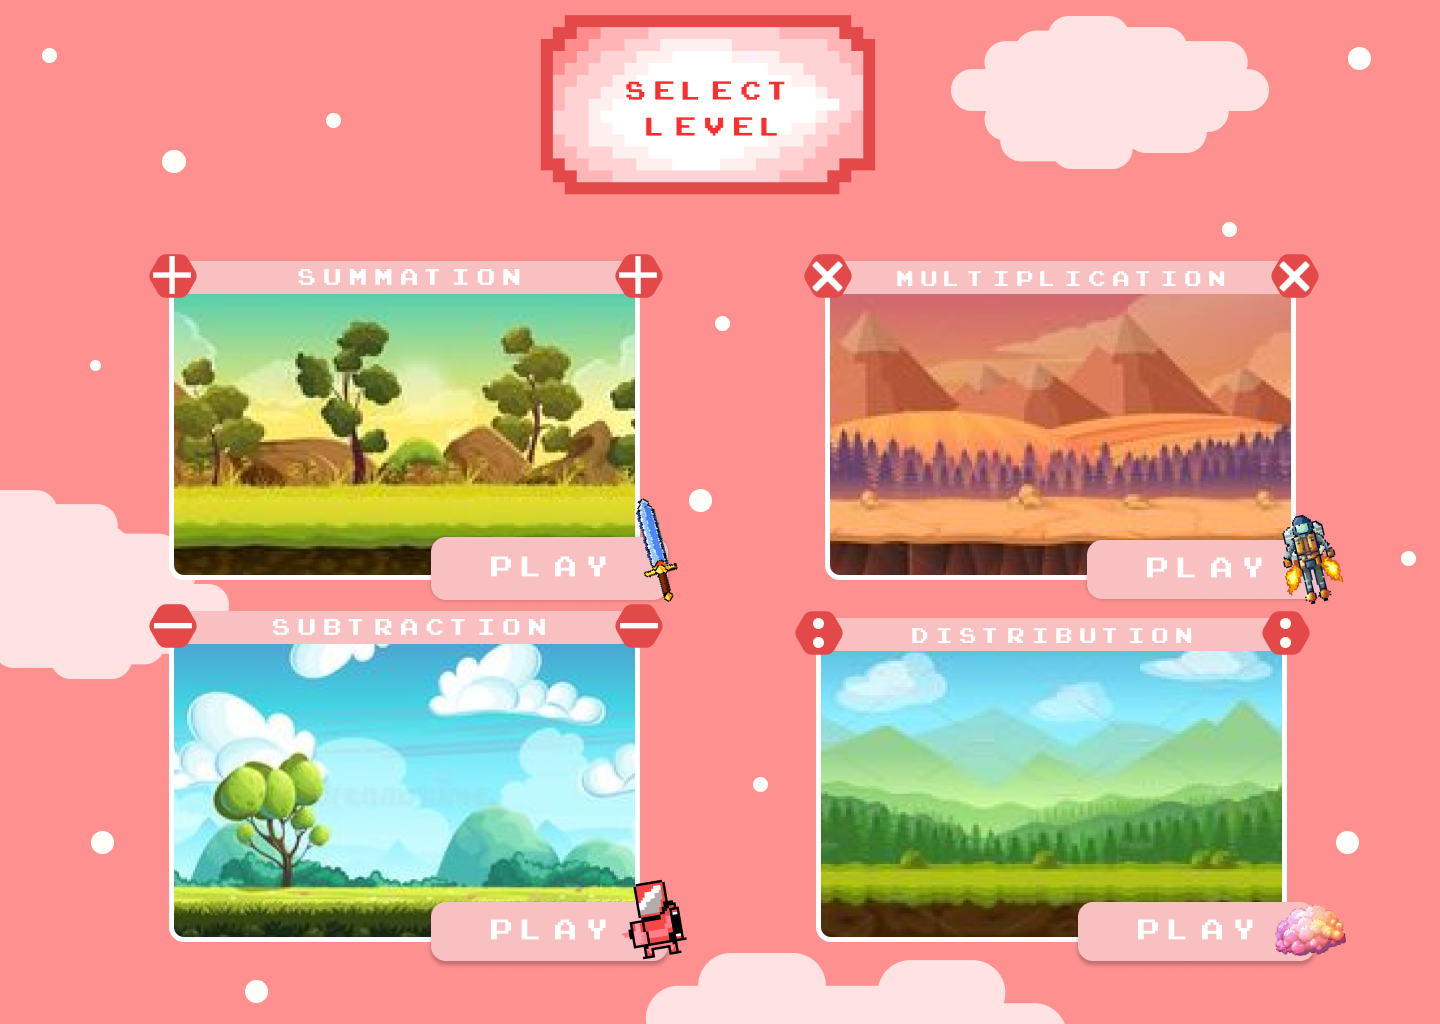 SELECT
LEVEL
SUMMATION
MULTIPLICATION
PLAY
PLAY
SUBTRACTION
DISTRIBUTION
PLAY
PLAY